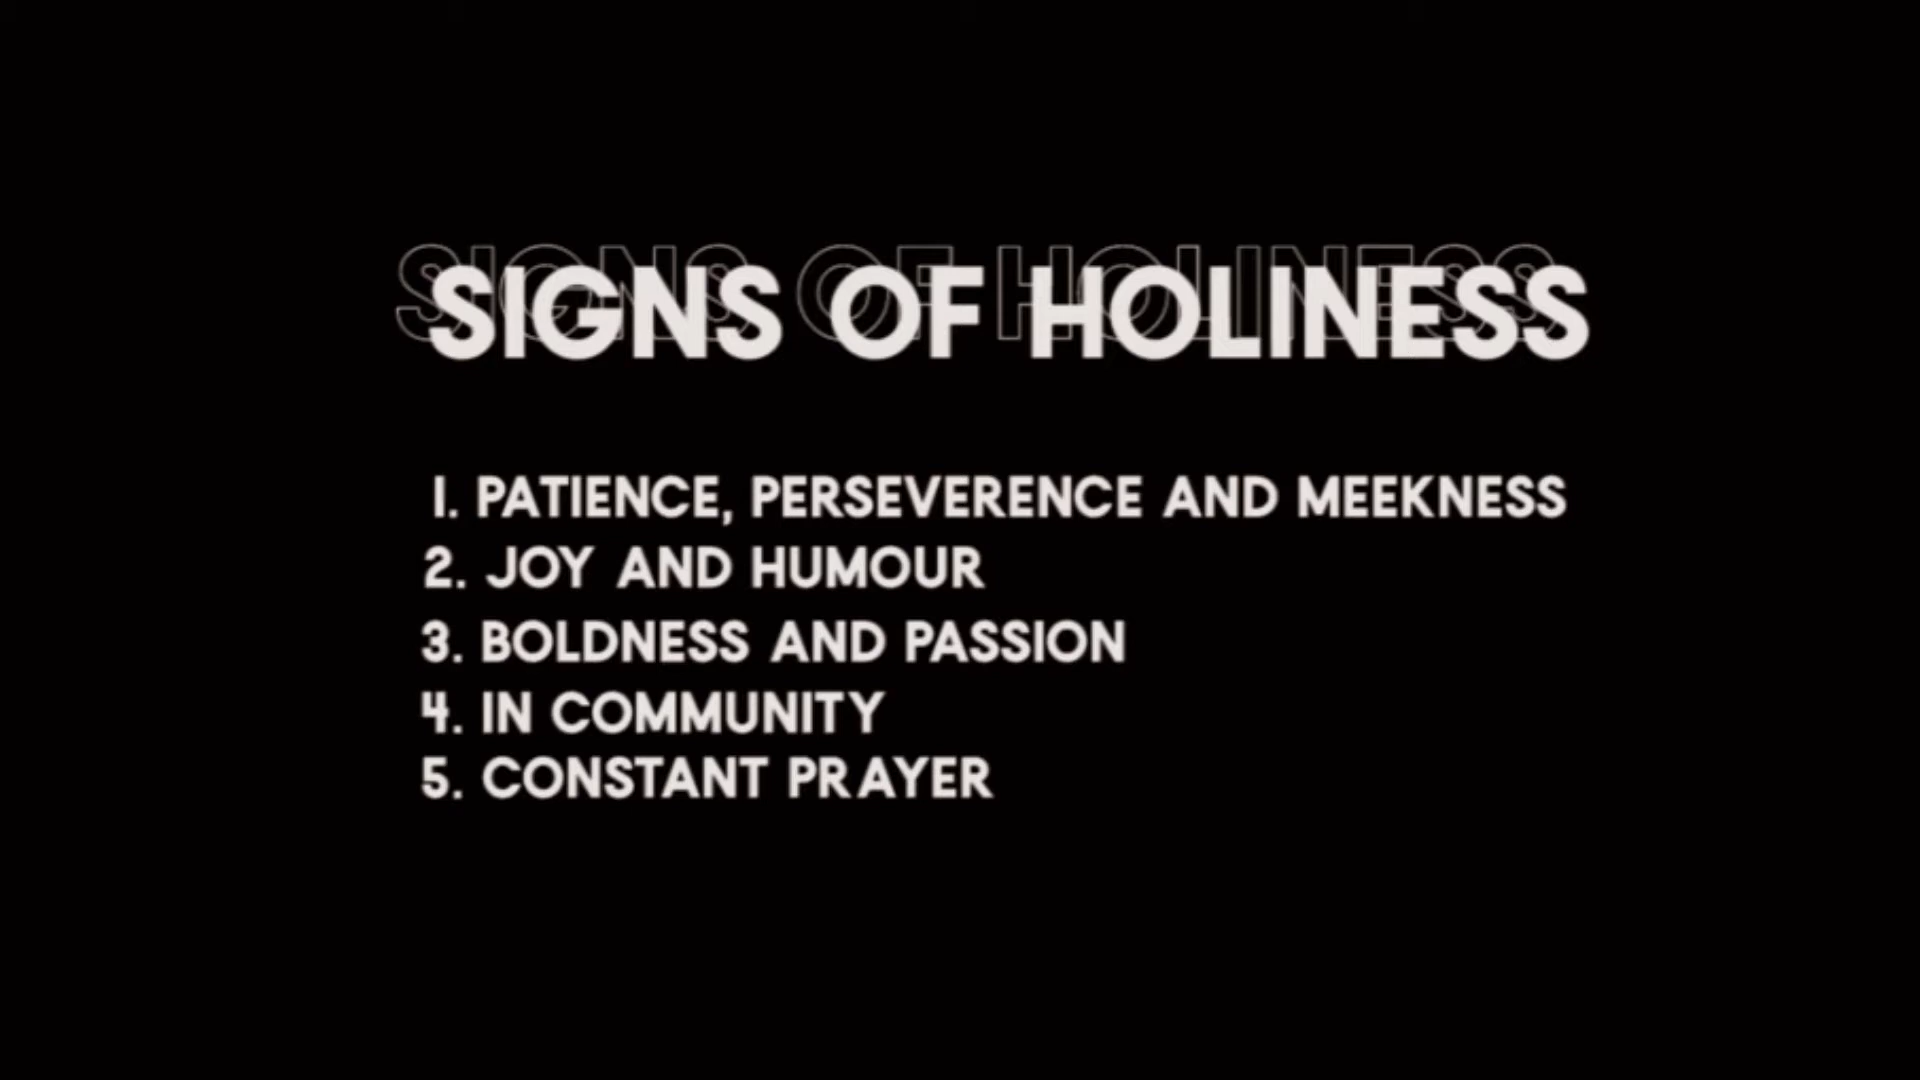 SIGNS OF HOLINESS
1. PATIENCE, PERSEVERENCE AND MEEKNESS
2. JOY AND HUMOUR
3. BOLDNESS AND PASSION
4. IN COMMUNITY
5. CONSTANT PRAYER